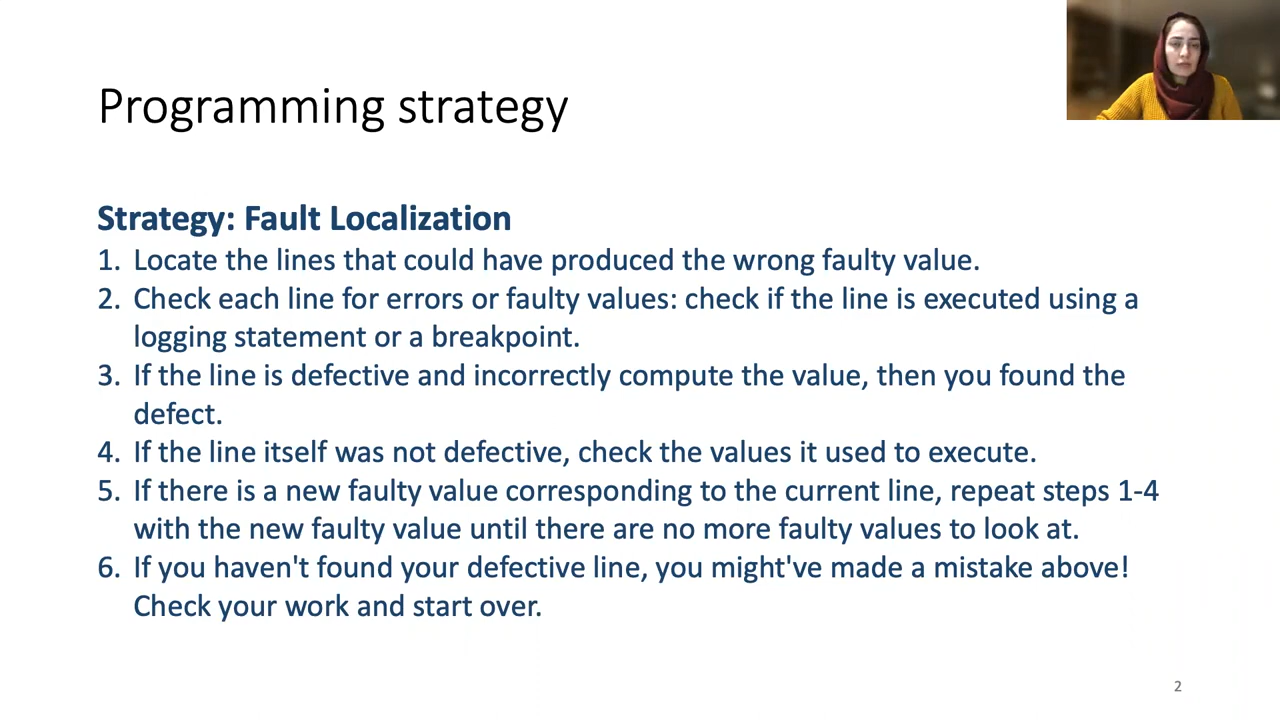 Programming strategy
Strategy: Fault Localization
1. Locate the lines that could have produced the wrong faulty value.
2. Check each line for errors or faulty values: check if the line is executed using a
logging statement or a breakpoint.
3. If the line is defective and incorrectly compute the value, then you found the
defect.
4. If the line itself was not defective, check the values it used to execute.
5. If there is a new faulty value corresponding to the current line, repeat steps 1-4
with the new faulty value until there are no more faulty values to look at.
6. If you haven't found your defective line, you might've made a mistake above!
Check your work and start over.
2